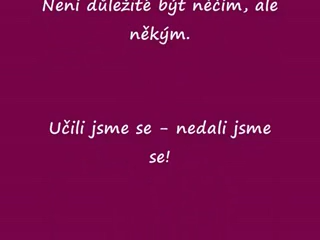 Není důležité být něčím, ale
někým.
Učili jsme se - nedali jsme
se!